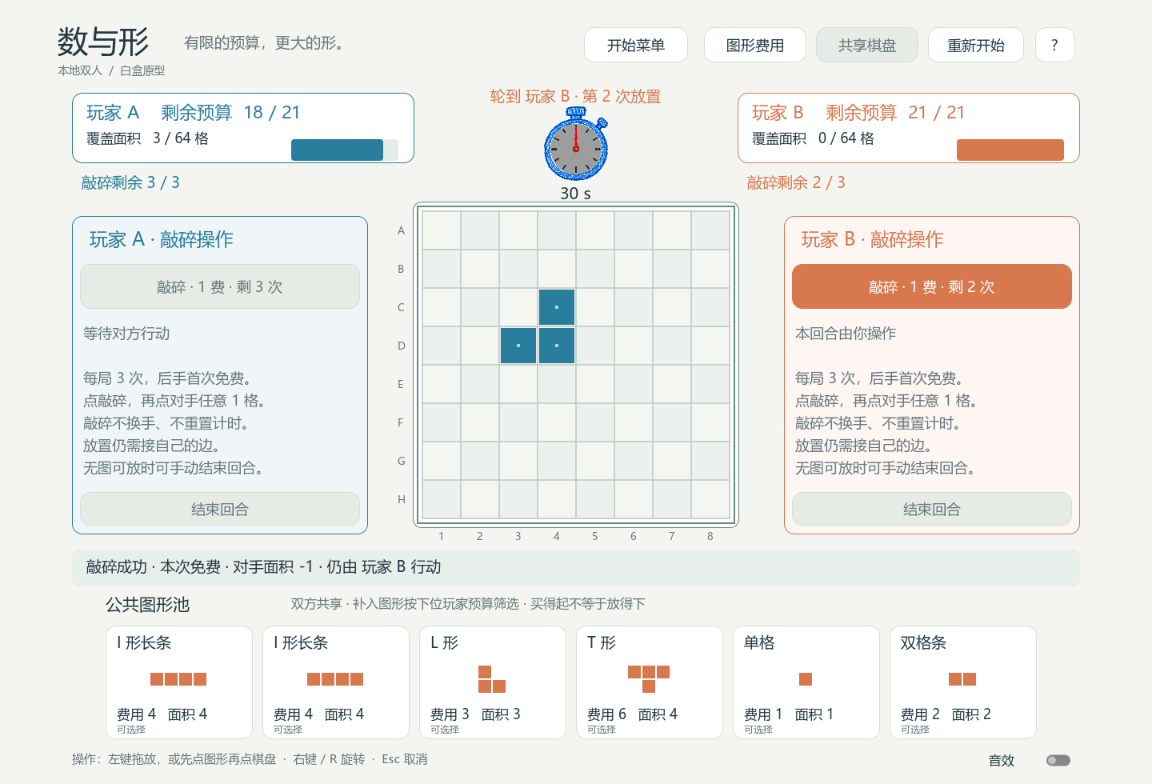 数与形
有限的预算，更大的形。
本地双人 / 白盒原型
开始菜单
图形费用
共享棋盘
重新开始
?
玩家 A 剩余预算 18 / 21
覆盖面积 3 / 64 格
敲碎剩余 3 / 3
轮到 玩家 B · 第 2 次放置
30 s
玩家 B 剩余预算 21 / 21
覆盖面积 0 / 64 格
敲碎剩余 2 / 3
玩家 A · 敲碎操作
敲碎 · 1 费 · 剩 3 次
等待对方行动
每局 3 次，后手首次免费。
点敲碎，再点对手任意 1 格。
敲碎不换手、不重置计时。
放置仍需接自己的边。
无图可放时可手动结束回合。
结束回合
A
B
C
D
E
F
G
H
1 2 3 4 5 6 7 8
玩家 B · 敲碎操作
敲碎 · 1 费 · 剩 2 次
本回合由你操作
每局 3 次，后手首次免费。
点敲碎，再点对手任意 1 格。
敲碎不换手、不重置计时。
放置仍需接自己的边。
无图可放时可手动结束回合。
结束回合
敲碎成功 · 本次免费 · 对手面积 -1 · 仍由 玩家 B 行动
公共图形池
双方共享 · 补入图形按下位玩家预算筛选 · 买得起不等于放得下
I 形长条
费用 4 面积 4
可选择
I 形长条
费用 4 面积 4
可选择
L 形
费用 3 面积 3
可选择
T 形
费用 6 面积 4
可选择
单格
费用 1 面积 1
可选择
双格条
费用 2 面积 2
可选择
操作：左键拖放，或先点图形再点棋盘 · 右键 / R 旋转 · Esc 取消
音效